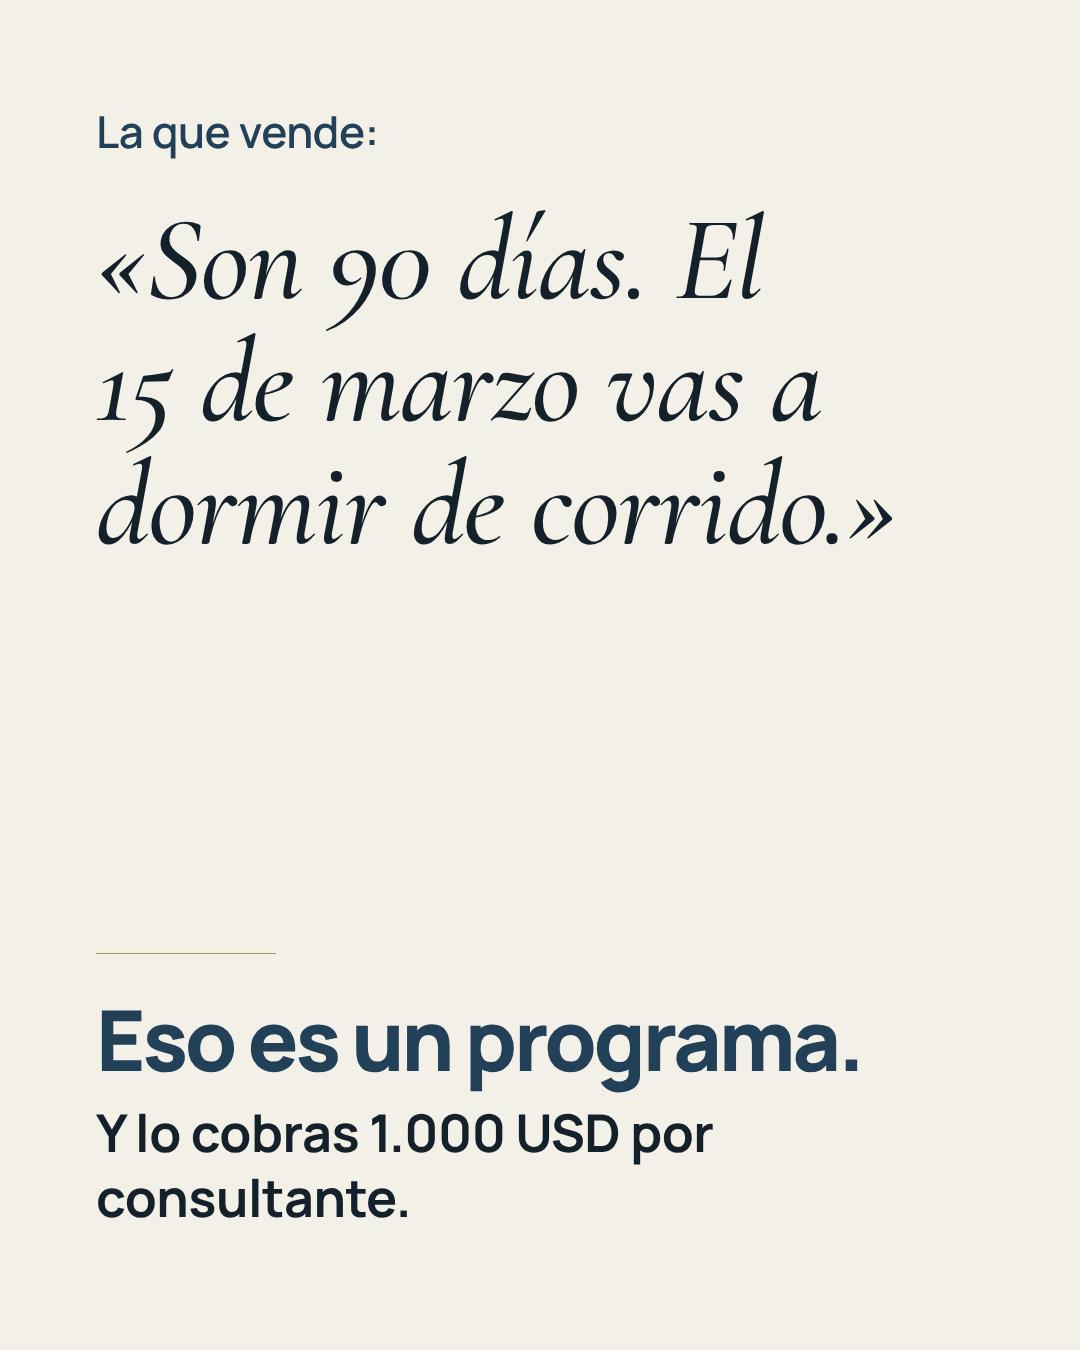 La que vende:
«Son 90 días. El
15 de marzo vas a
dormir de corrido.»
Eso es un programa.
Y lo cobras 1.000 USD por
consultante.